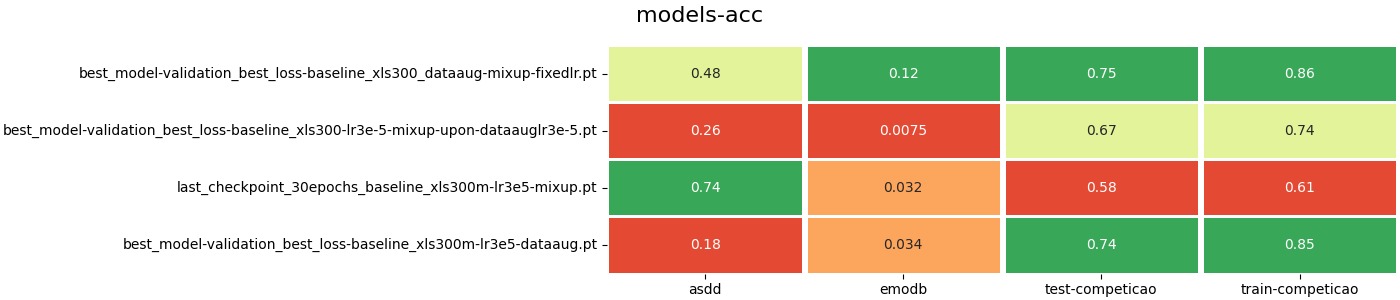 models-acc
best_model-validation_best_loss-baseline_xls300_dataaug-mixup-fixedlr.pt 0.48 0.12 0.75 0.86
best_model-validation_best_loss-baseline_xls300-lr3e-5-mixup-upon-dataauglr3e-5.pt 0.26 0.0075 0.67 0.74
last_checkpoint_30epochs_baseline_xls300m-lr3e5-mixup.pt 0.74 0.032 0.58 0.61
best_model-validation_best_loss-baseline_xls300m-lr3e5-dataaug.pt 0.18 0.034 0.74 0.85
asdd emodb test-competicao train-competicao